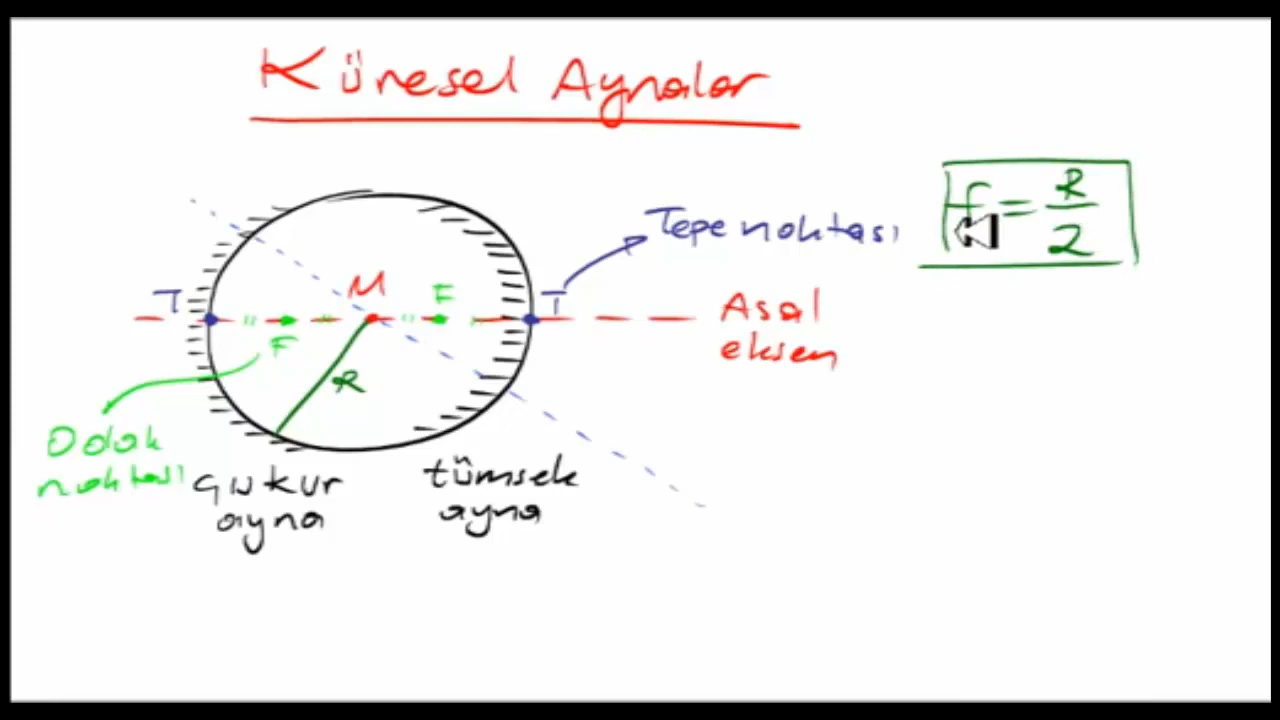 Küresel Aynalar
f = R
2
Tepe noktası
M
F
T
T
Asal
eksen
F
R
Odak
noktası
çukur
ayna
tümsek
ayna